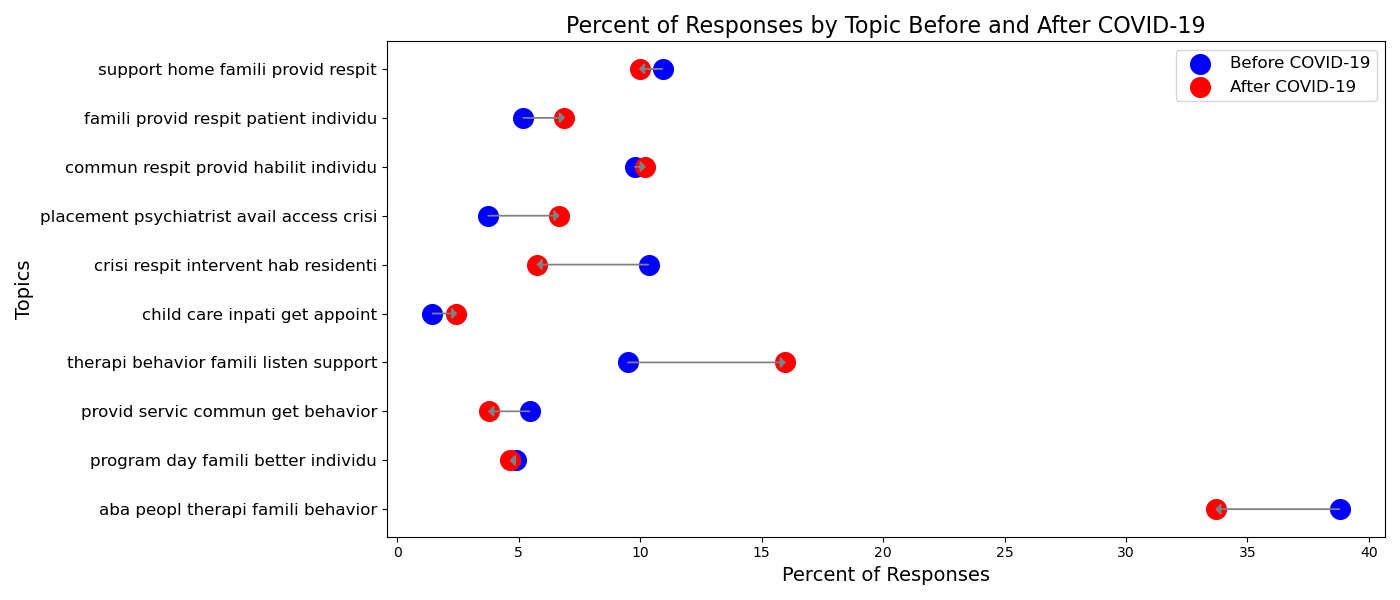 Percent of Responses by Topic Before and After COVID-19
Before COVID-19
After COVID-19
Topics
support home famili provid respit
famili provid respit patient individu
commun respit provid habilit individu
placement psychiatrist avail access crisi
crisi respit intervent hab residenti
child care inpati get appoint
therapi behavior famili listen support
provid servic commun get behavior
program day famili better individu
aba peopl therapi famili behavior
0 5 10 15 20 25 30 35 40
Percent of Responses